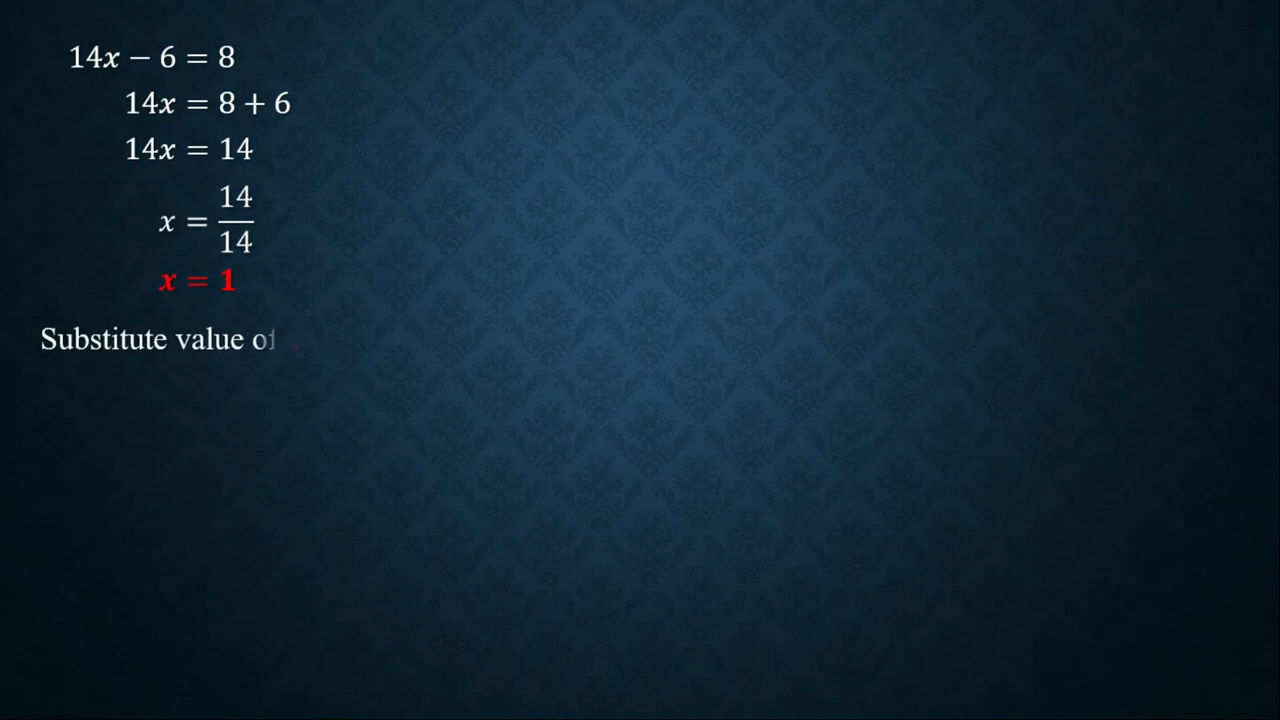 14x − 6 = 8
14x = 8 + 6
14x = 14
x = 14/14
x = 1
Substitute value of